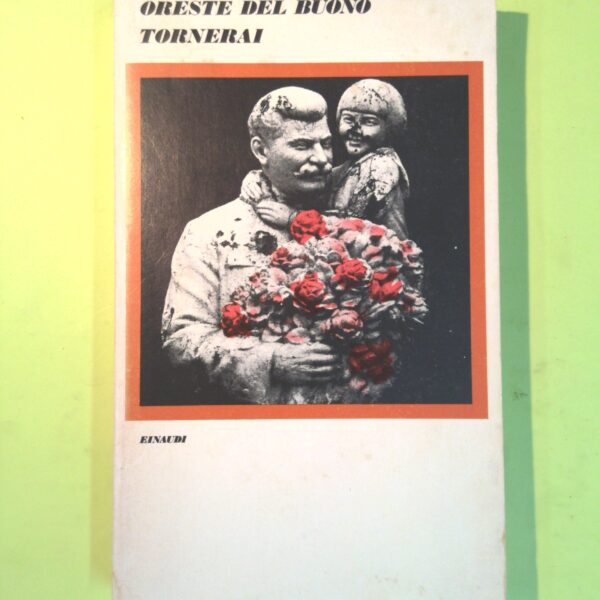 ORESTE DEL BUONO
TORNERAI
EINAUDI